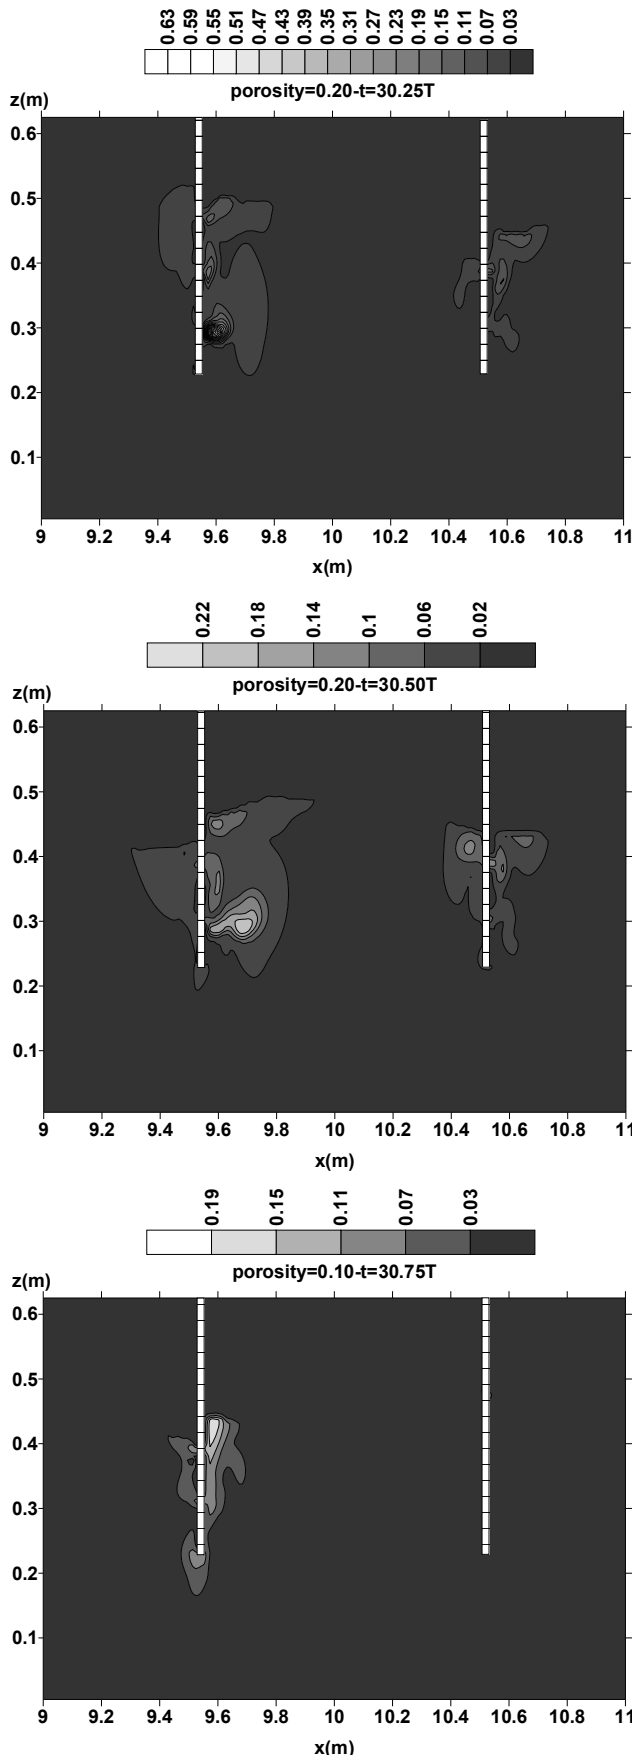 0.63 0.59 0.55 0.51 0.47 0.43 0.39 0.35 0.31 0.27 0.23 0.19 0.15 0.11 0.07 0.03
porosity=0.20-t=30.25T
z(m)
0.6
0.5
0.4
0.3
0.2
0.1
9 9.2 9.4 9.6 9.8 10 10.2 10.4 10.6 10.8 11
x(m)
0.22 0.18 0.14 0.1 0.06 0.02
porosity=0.20-t=30.50T
z(m)
0.6
0.5
0.4
0.3
0.2
0.1
9 9.2 9.4 9.6 9.8 10 10.2 10.4 10.6 10.8 11
x(m)
0.19 0.15 0.11 0.07 0.03
porosity=0.10-t=30.75T
z(m)
0.6
0.5
0.4
0.3
0.2
0.1
9 9.2 9.4 9.6 9.8 10 10.2 10.4 10.6 10.8 11
x(m)